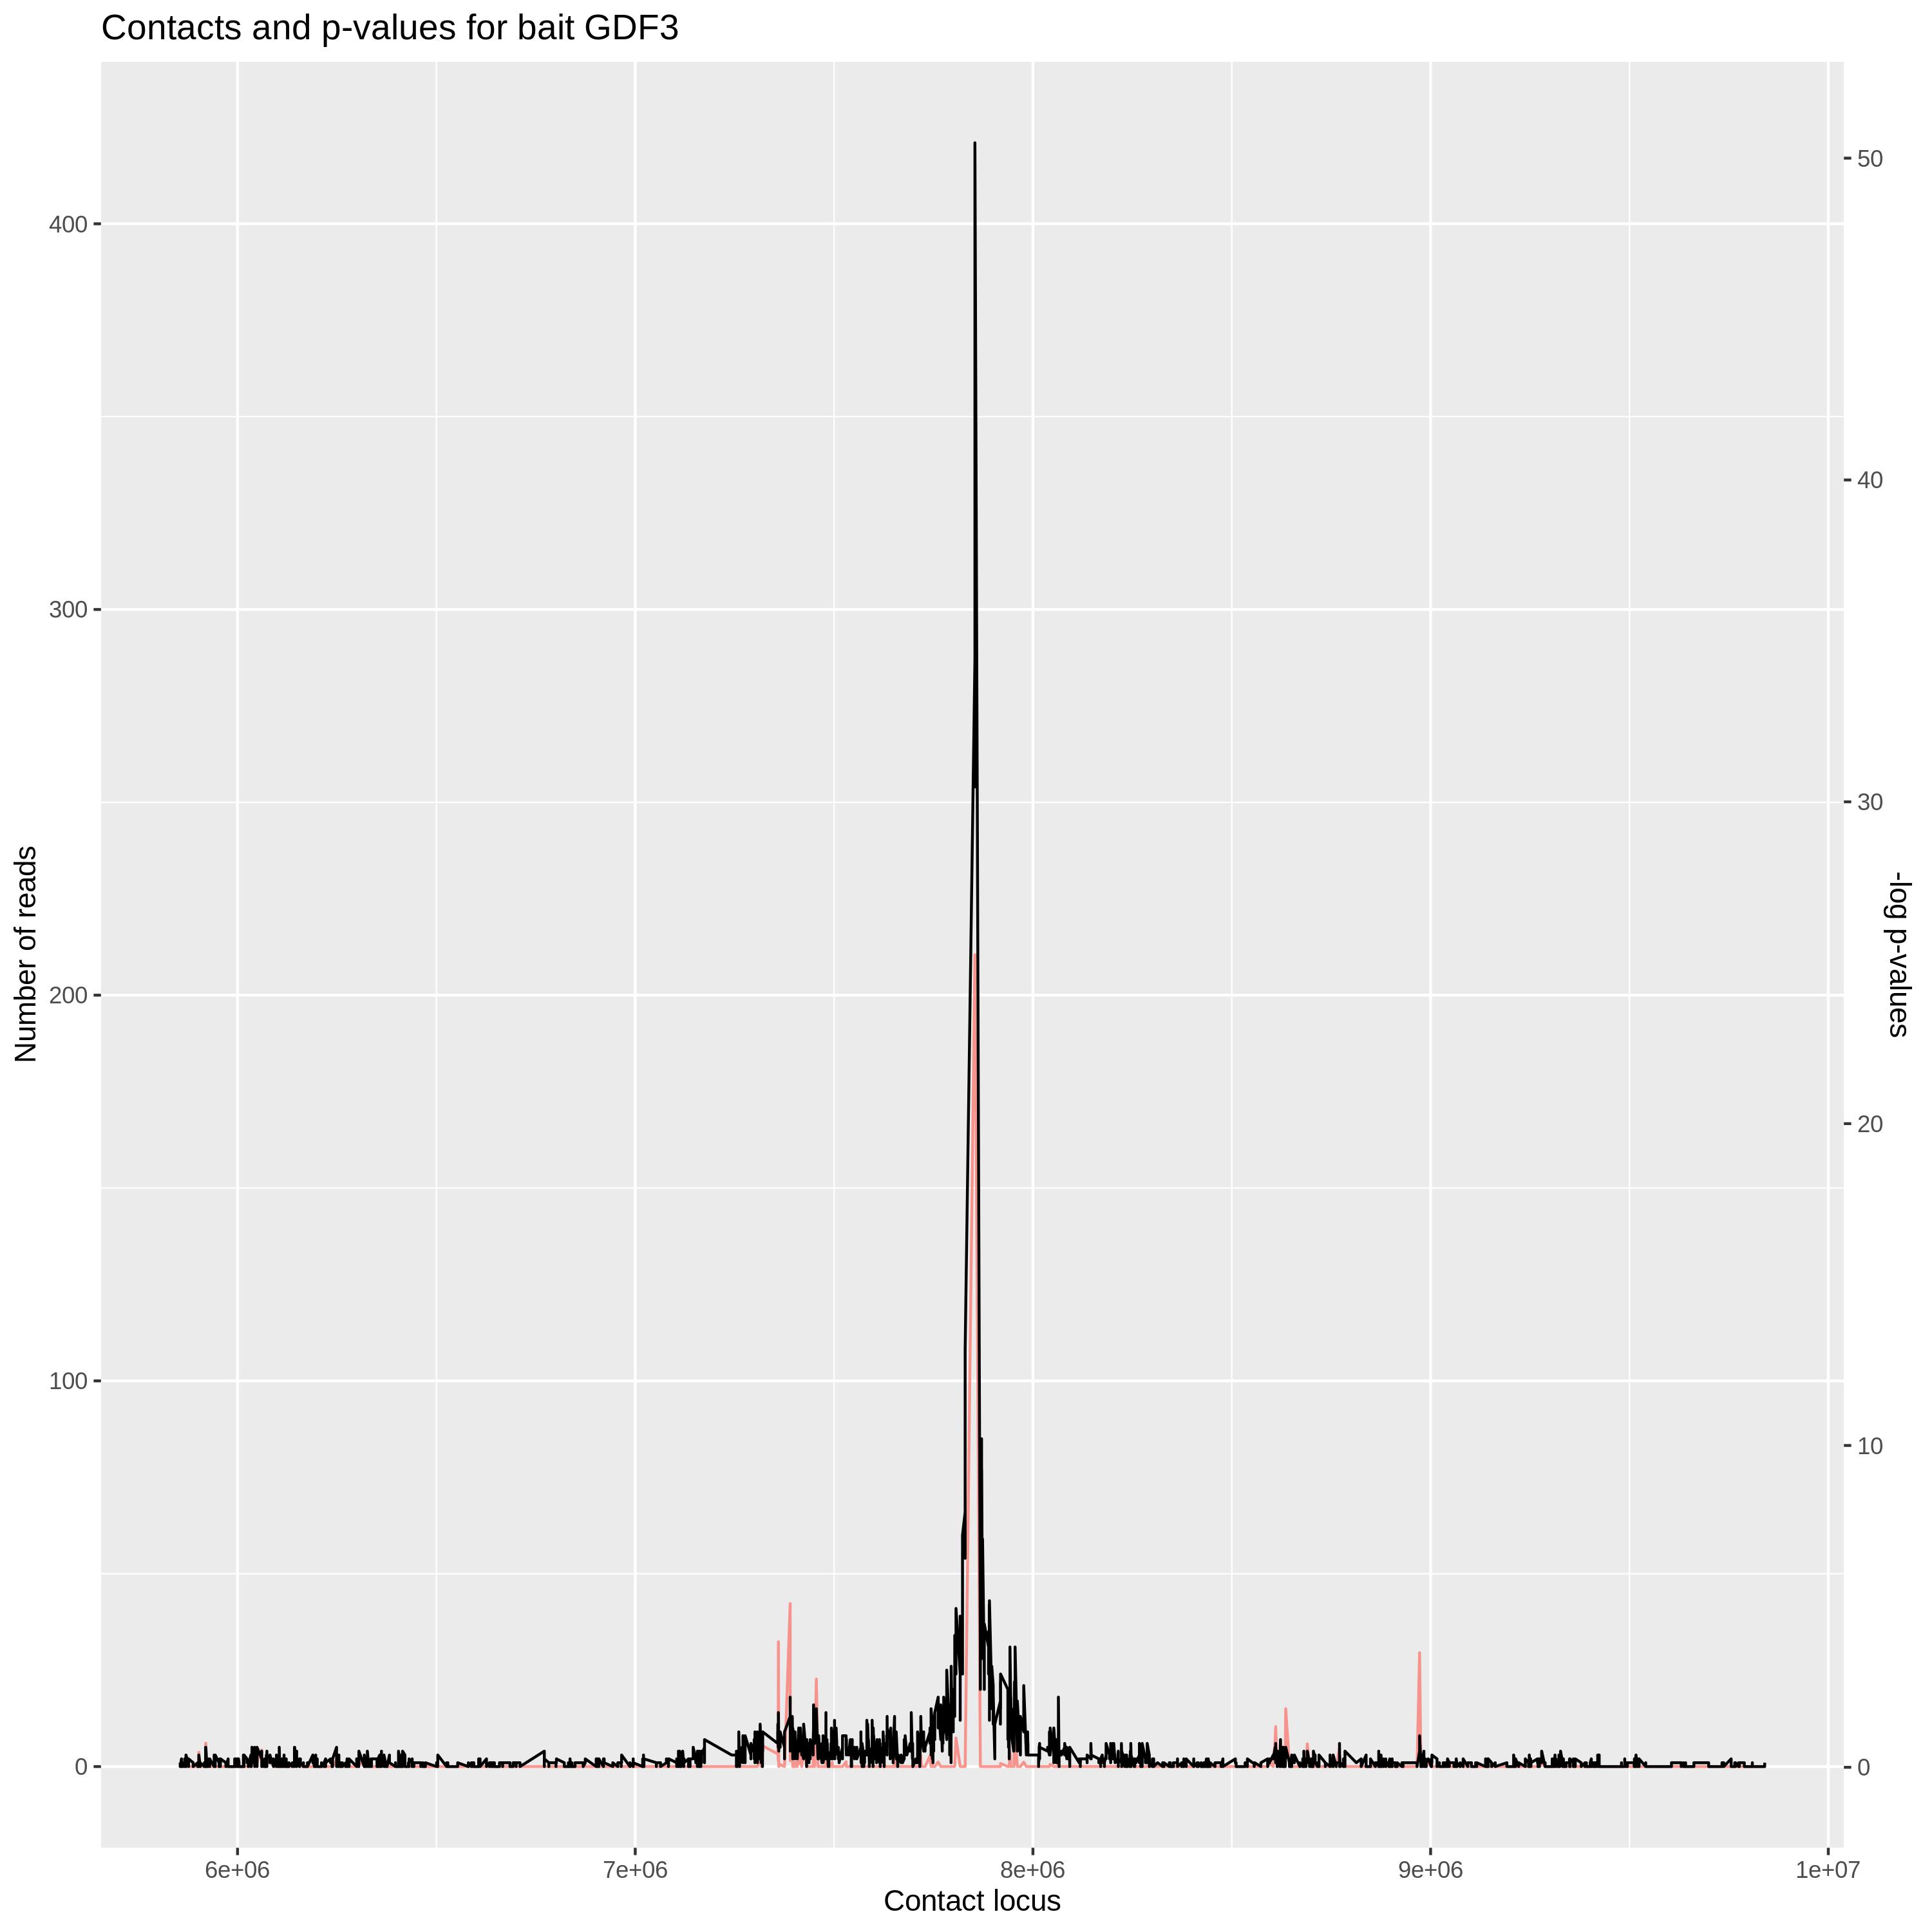 Contacts and p-values for bait GDF3
400
300
200
100
0
Number of reads
50
40
30
20
10
0
-log p-values
6e+06
7e+06
8e+06
9e+06
1e+07
Contact locus